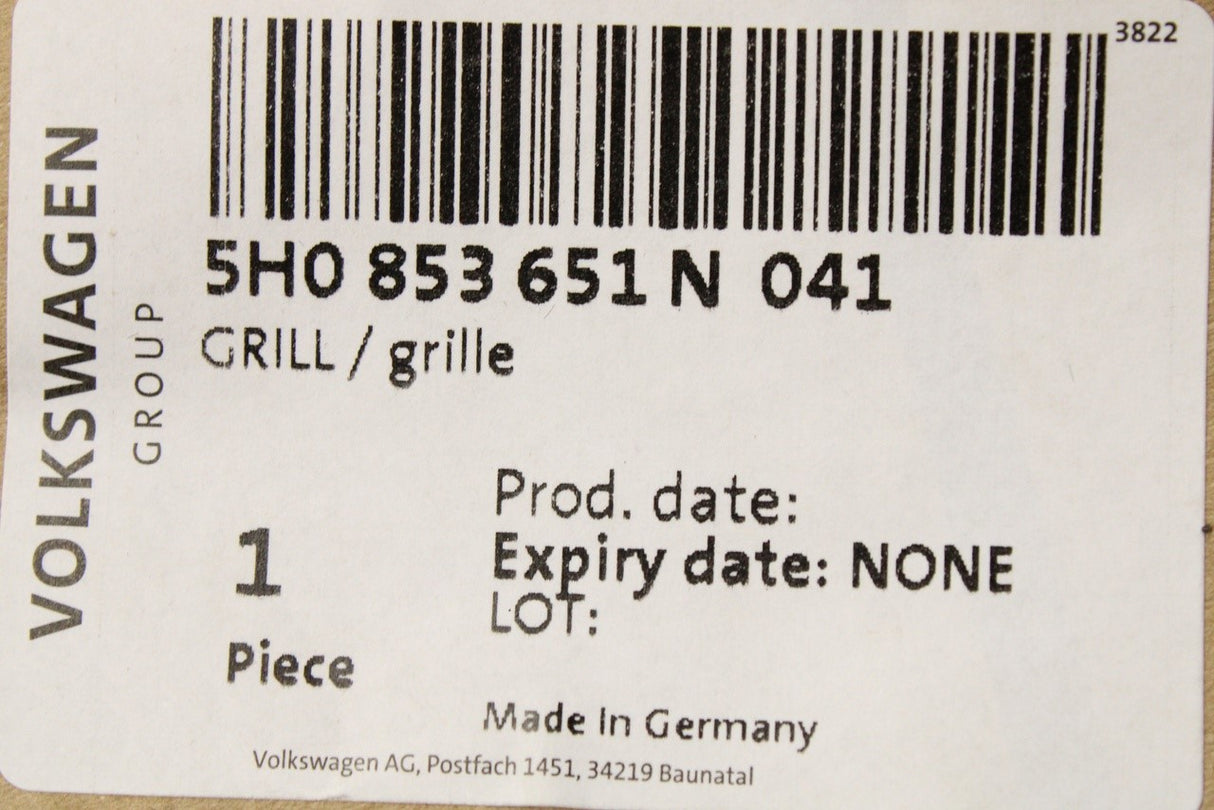 3822
VOLKSWAGEN
GROUP
5H0 853 651 N 041
GRILL / grille
Prod. date:
Expiry date: NONE
LOT:
1
Piece
Made In Germany
Volkswagen AG, Postfach 1451, 34219 Baunatal